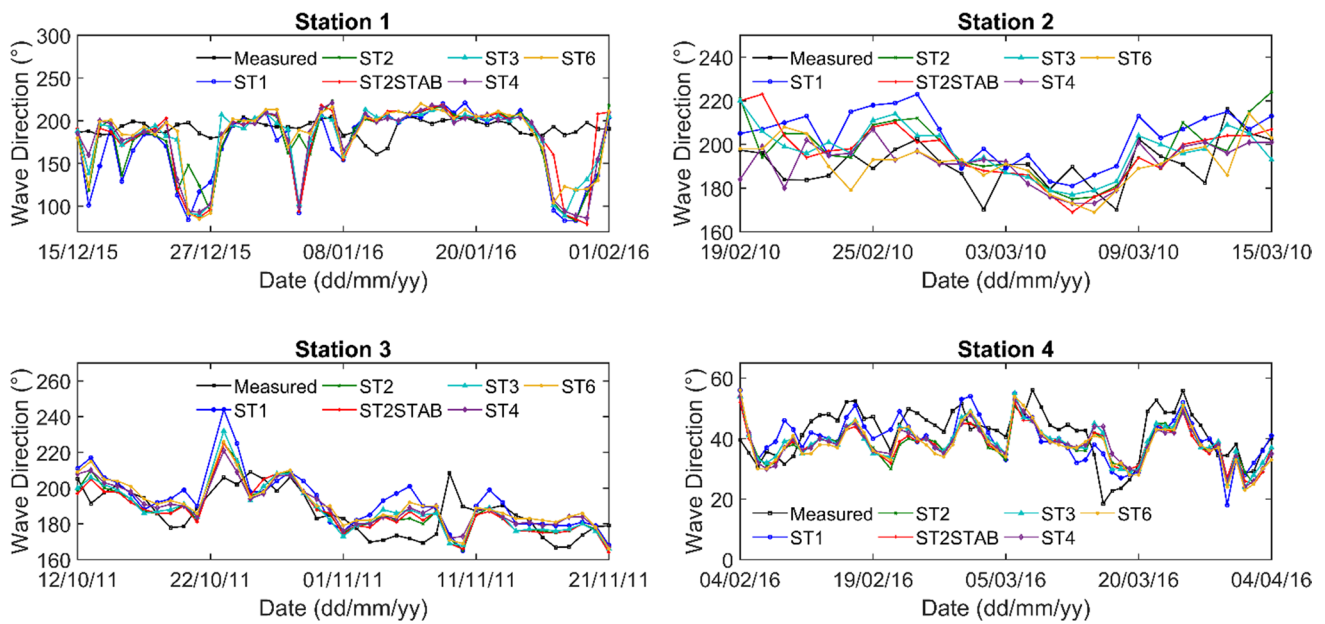 Station 1
Wave Direction (°)
300
250
200
150
100
Measured
ST2
ST3
ST6
ST1
ST2STAB
ST4
15/12/15
27/12/15
08/01/16
20/01/16
01/02/16
Date (dd/mm/yy)
Station 2
Wave Direction (°)
240
220
200
180
160
Measured
ST2
ST3
ST6
ST1
ST2STAB
ST4
19/02/10
25/02/10
03/03/10
09/03/10
15/03/10
Date (dd/mm/yy)
Station 3
Wave Direction (°)
260
240
220
200
180
160
Measured
ST2
ST3
ST6
ST1
ST2STAB
ST4
12/10/11
22/10/11
01/11/11
11/11/11
21/11/11
Date (dd/mm/yy)
Station 4
Wave Direction (°)
60
40
20
0
Measured
ST2
ST3
ST6
ST1
ST2STAB
ST4
04/02/16
19/02/16
05/03/16
20/03/16
04/04/16
Date (dd/mm/yy)